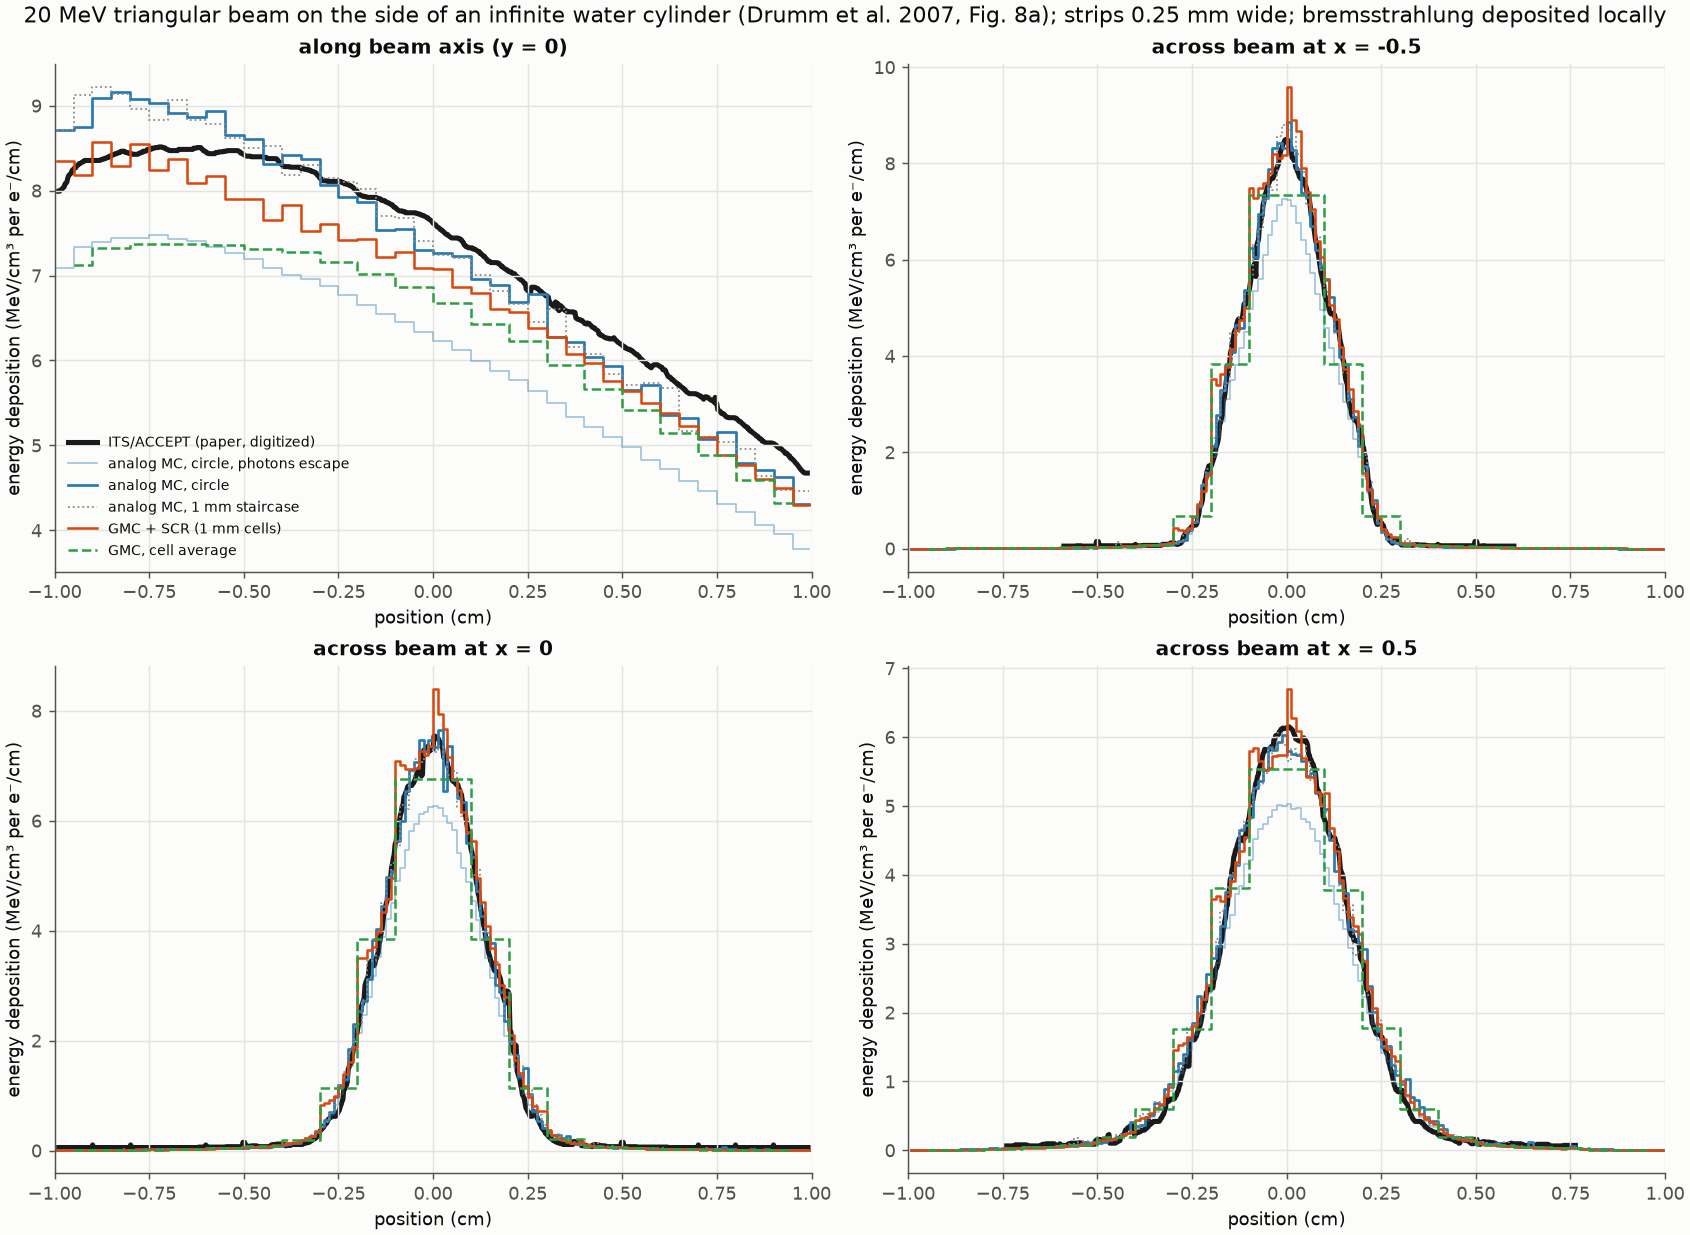 20 MeV triangular beam on the side of an infinite water cylinder (Drumm et al. 2007, Fig. 8a); strips 0.25 mm wide; bremsstrahlung deposited locally
along beam axis (y = 0)
energy deposition (MeV/cm³ per e⁻/cm)
9
8
7
6
5
4
ITS/ACCEPT (paper, digitized)
analog MC, circle, photons escape
analog MC, circle
analog MC, 1 mm staircase
GMC + SCR (1 mm cells)
GMC, cell average
−1.00 −0.75 −0.50 −0.25 0.00 0.25 0.50 0.75 1.00
position (cm)
across beam at x = -0.5
energy deposition (MeV/cm³ per e⁻/cm)
10
8
6
4
2
0
−1.00 −0.75 −0.50 −0.25 0.00 0.25 0.50 0.75 1.00
position (cm)
across beam at x = 0
energy deposition (MeV/cm³ per e⁻/cm)
8
6
4
2
0
−1.00 −0.75 −0.50 −0.25 0.00 0.25 0.50 0.75 1.00
position (cm)
across beam at x = 0.5
energy deposition (MeV/cm³ per e⁻/cm)
7
6
5
4
3
2
1
0
−1.00 −0.75 −0.50 −0.25 0.00 0.25 0.50 0.75 1.00
position (cm)